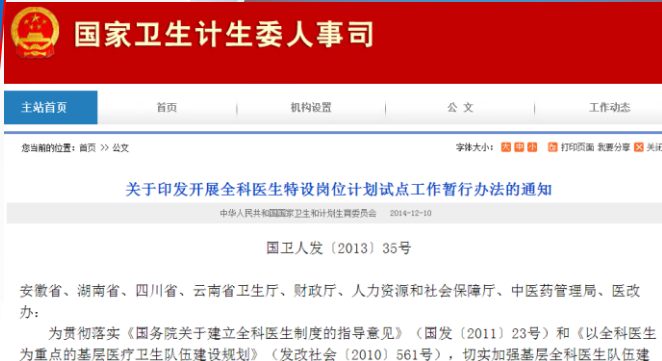 国家卫生计生委人事司
主站首页 首页 机构设置 公 文 工作动态
您当前的位置：首页 >> 公文 字体大小： 大 中 小 打印页面 我要分享 关闭
关于印发开展全科医生特设岗位计划试点工作暂行办法的通知
中华人民共和国国家卫生和计划生育委员会 2014-12-10
国卫人发〔2013〕35号
安徽省、湖南省、四川省、云南省卫生厅、财政厅、人力资源和社会保障厅、中医药管理局、医改
办：
为贯彻落实《国务院关于建立全科医生制度的指导意见》（国发〔2011〕23号）和《以全科医生
为重点的基层医疗卫生队伍建设规划》（发改社会〔2010〕561号），切实加强基层全科医生队伍建